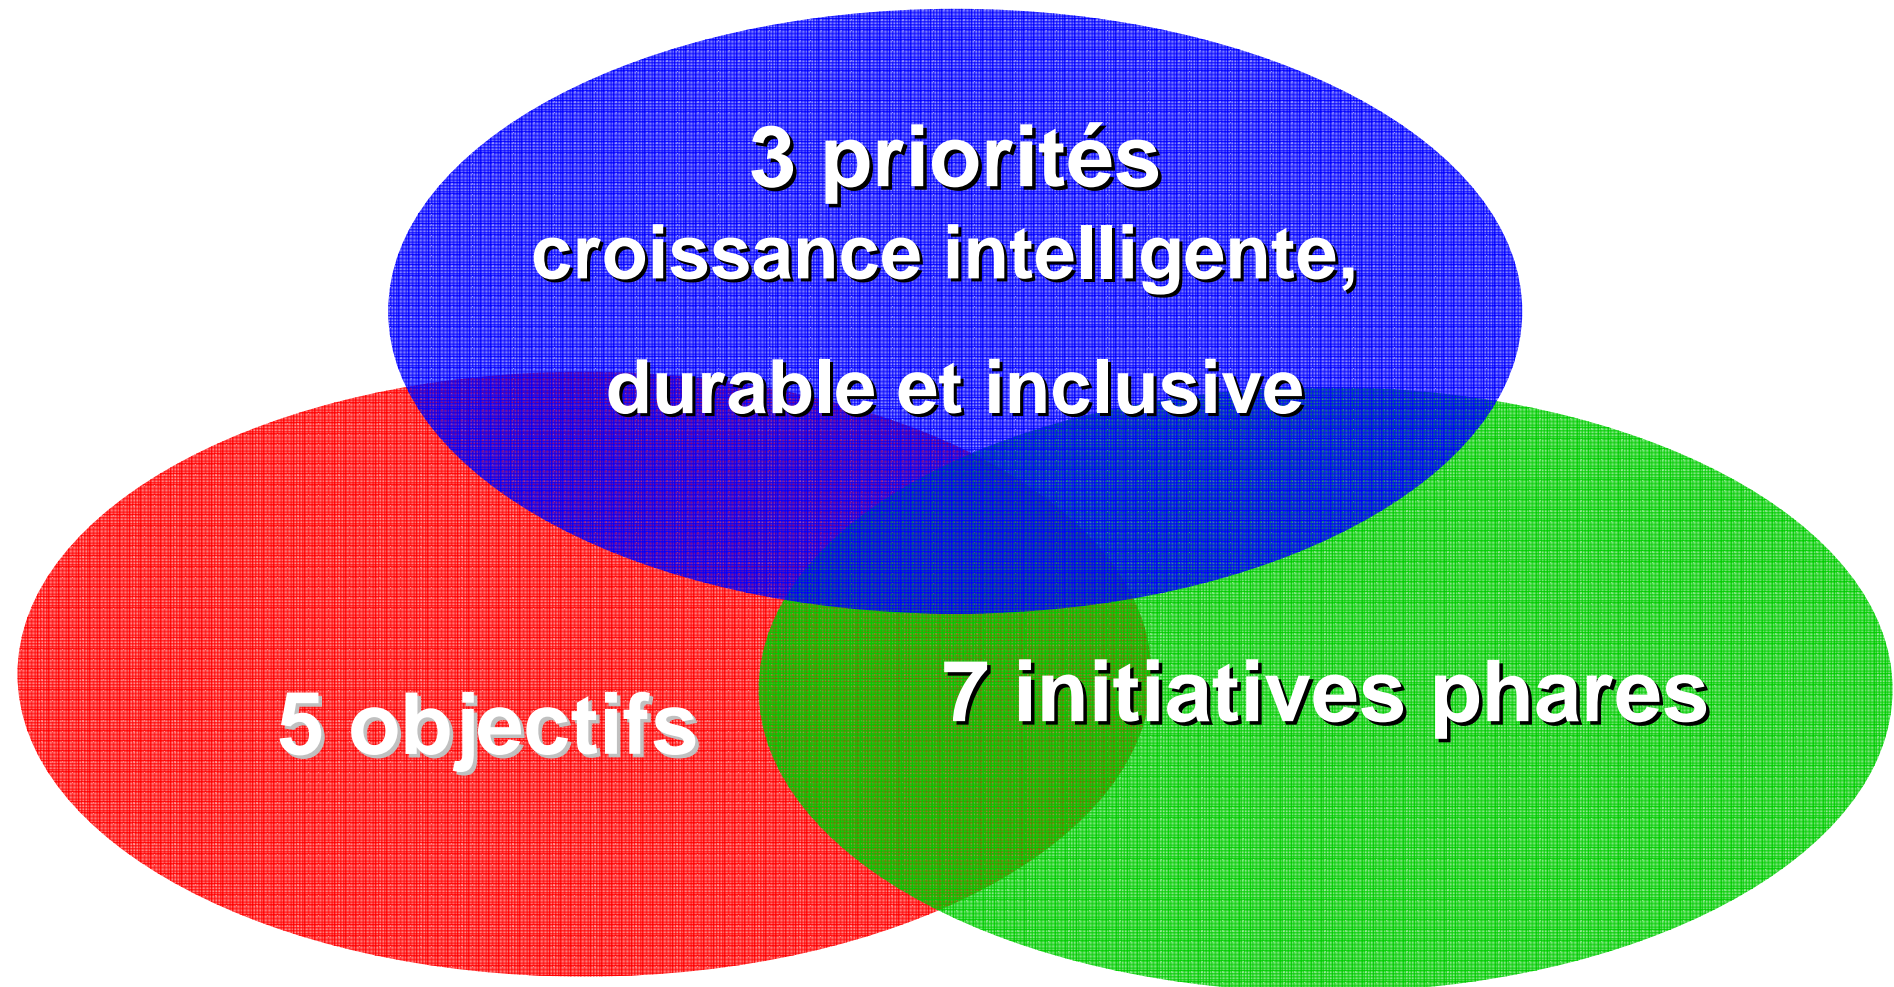 3 priorités
croissance intelligente,
durable et inclusive
5 objectifs
7 initiatives phares